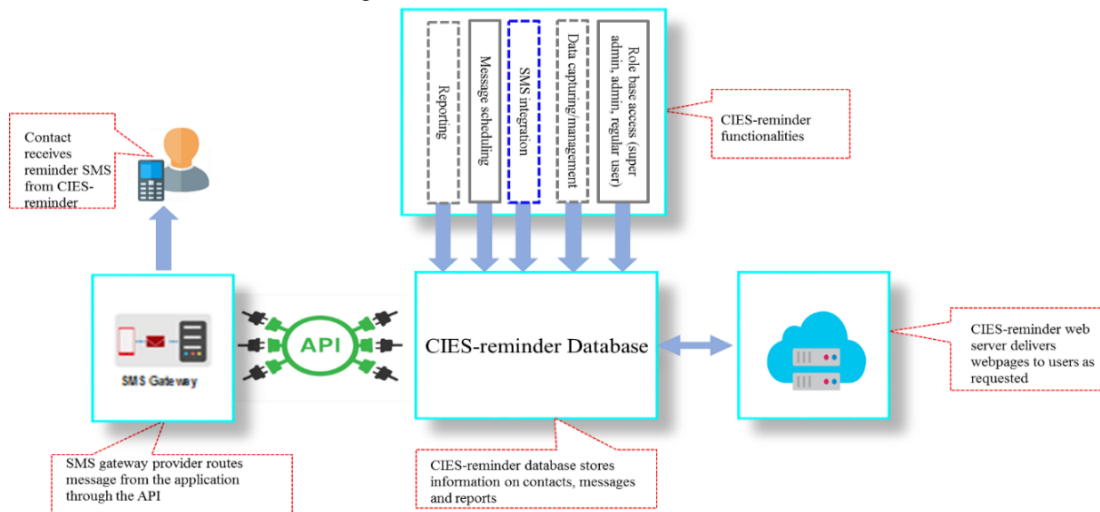 Reporting
Message scheduling
SMS integration
Data capturing/management
Role base access (super
admin, admin, regular user)
CIES-reminder
functionalities
Contact
receives
reminder SMS
from CIES-
reminder
SMS Gateway
API
CIES-reminder Database
CIES-reminder web
server delivers
webpages to users as
requested
SMS gateway provider routes
message from the application
through the API
CIES-reminder database stores
information on contacts, messages
and reports